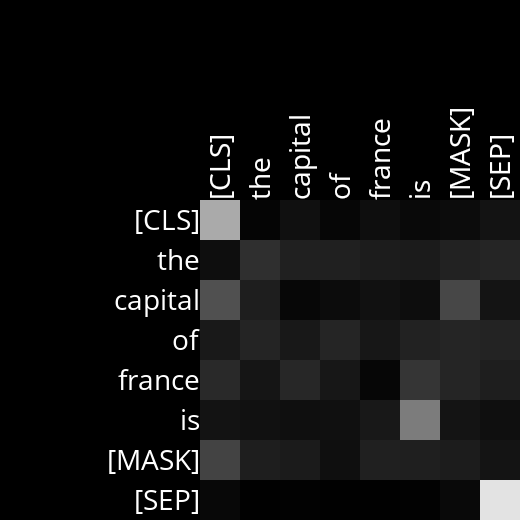 [CLS] the capital of france is [MASK] [SEP]
[CLS]
the
capital
of
france
is
[MASK]
[SEP]